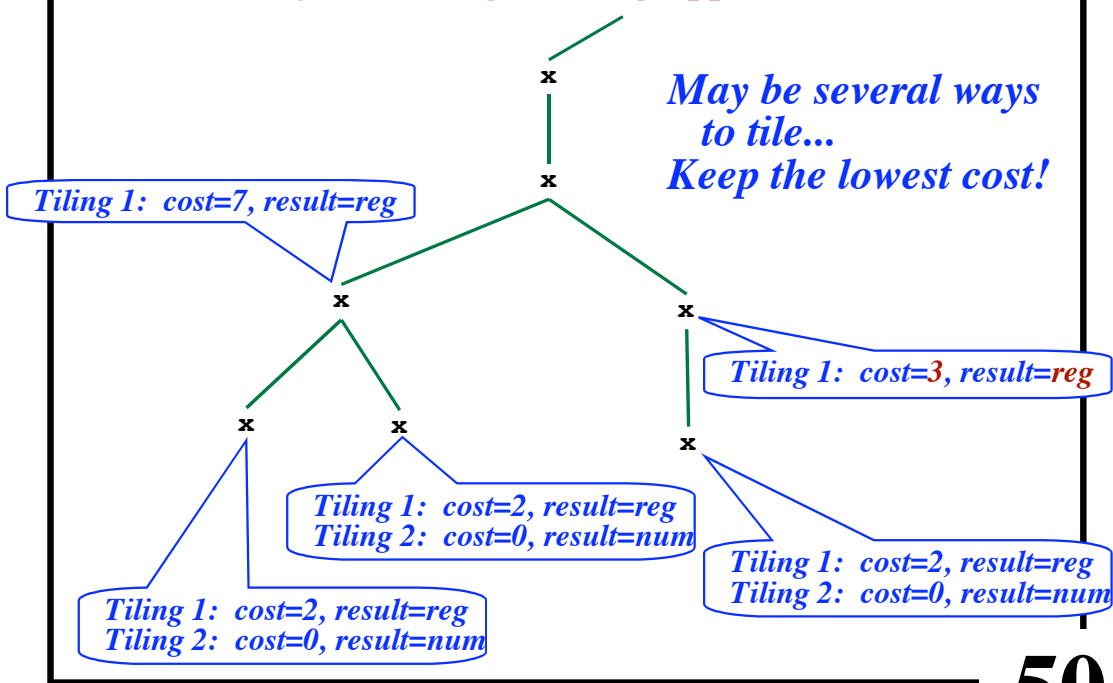 x
May be several ways
to tile...
Keep the lowest cost!
x
Tiling 1: cost=7, result=reg
x
x
Tiling 1: cost=3, result=reg
x
x
x
Tiling 1: cost=2, result=reg
Tiling 2: cost=0, result=num
Tiling 1: cost=2, result=reg
Tiling 2: cost=0, result=num
Tiling 1: cost=2, result=reg
Tiling 2: cost=0, result=num